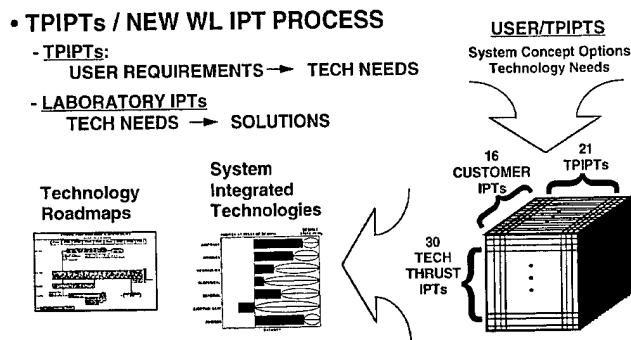 • TPIPTs / NEW WL IPT PROCESS
- TPIPTs:
USER REQUIREMENTS → TECH NEEDS
- LABORATORY IPTs
TECH NEEDS → SOLUTIONS
USER/TPIPTS
System Concept Options
Technology Needs
16
CUSTOMER
IPTs
21
TPIPTs
30
TECH
THRUST
IPTs
System
Integrated
Technologies
Technology
Roadmaps